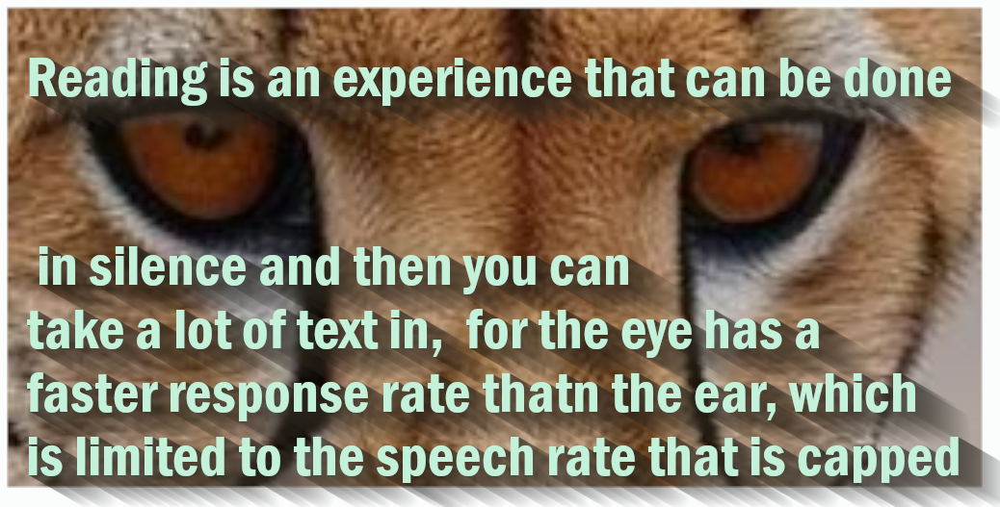 Reading is an experience that can be done
in silence and then you can
take a lot of text in,  for the eye has a
faster response rate thatn the ear, which
is limited to the speech rate that is capped